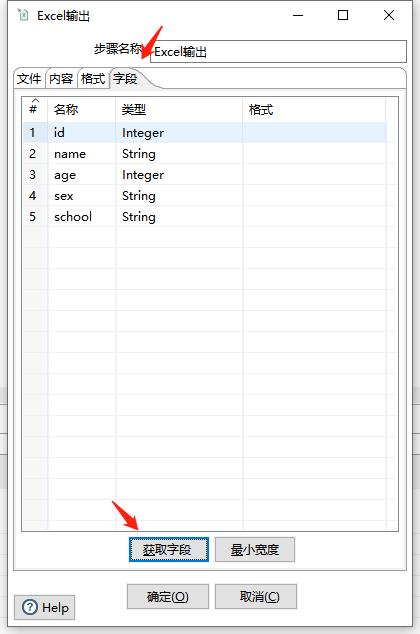 Excel输出
步骤名称 Excel输出
文件 内容 格式 字段
# 名称 类型 格式
1 id Integer
2 name String
3 age Integer
4 sex String
5 school String
获取字段 最小宽度
确定(O) 取消(C)
Help